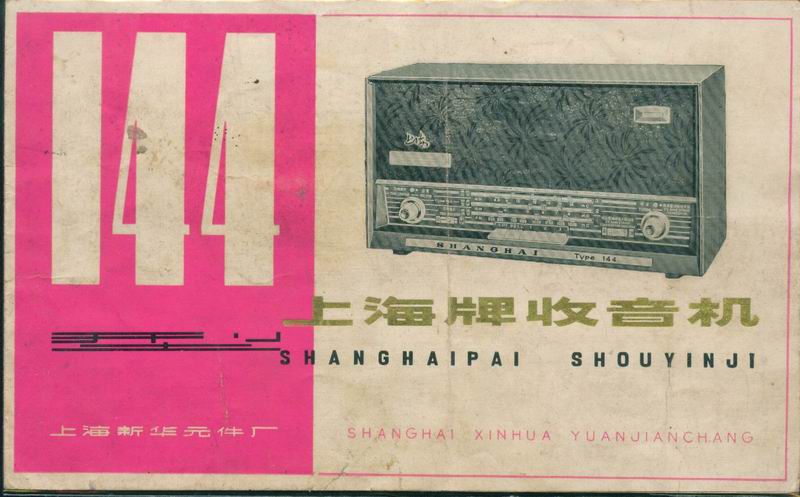 144
SHANGHAI
Type 144
上海牌收音机
SHANGHAIPAI SHOUYINJI
上海新华元件厂
SHANGHAI XINHUA YUANJIANCHANG